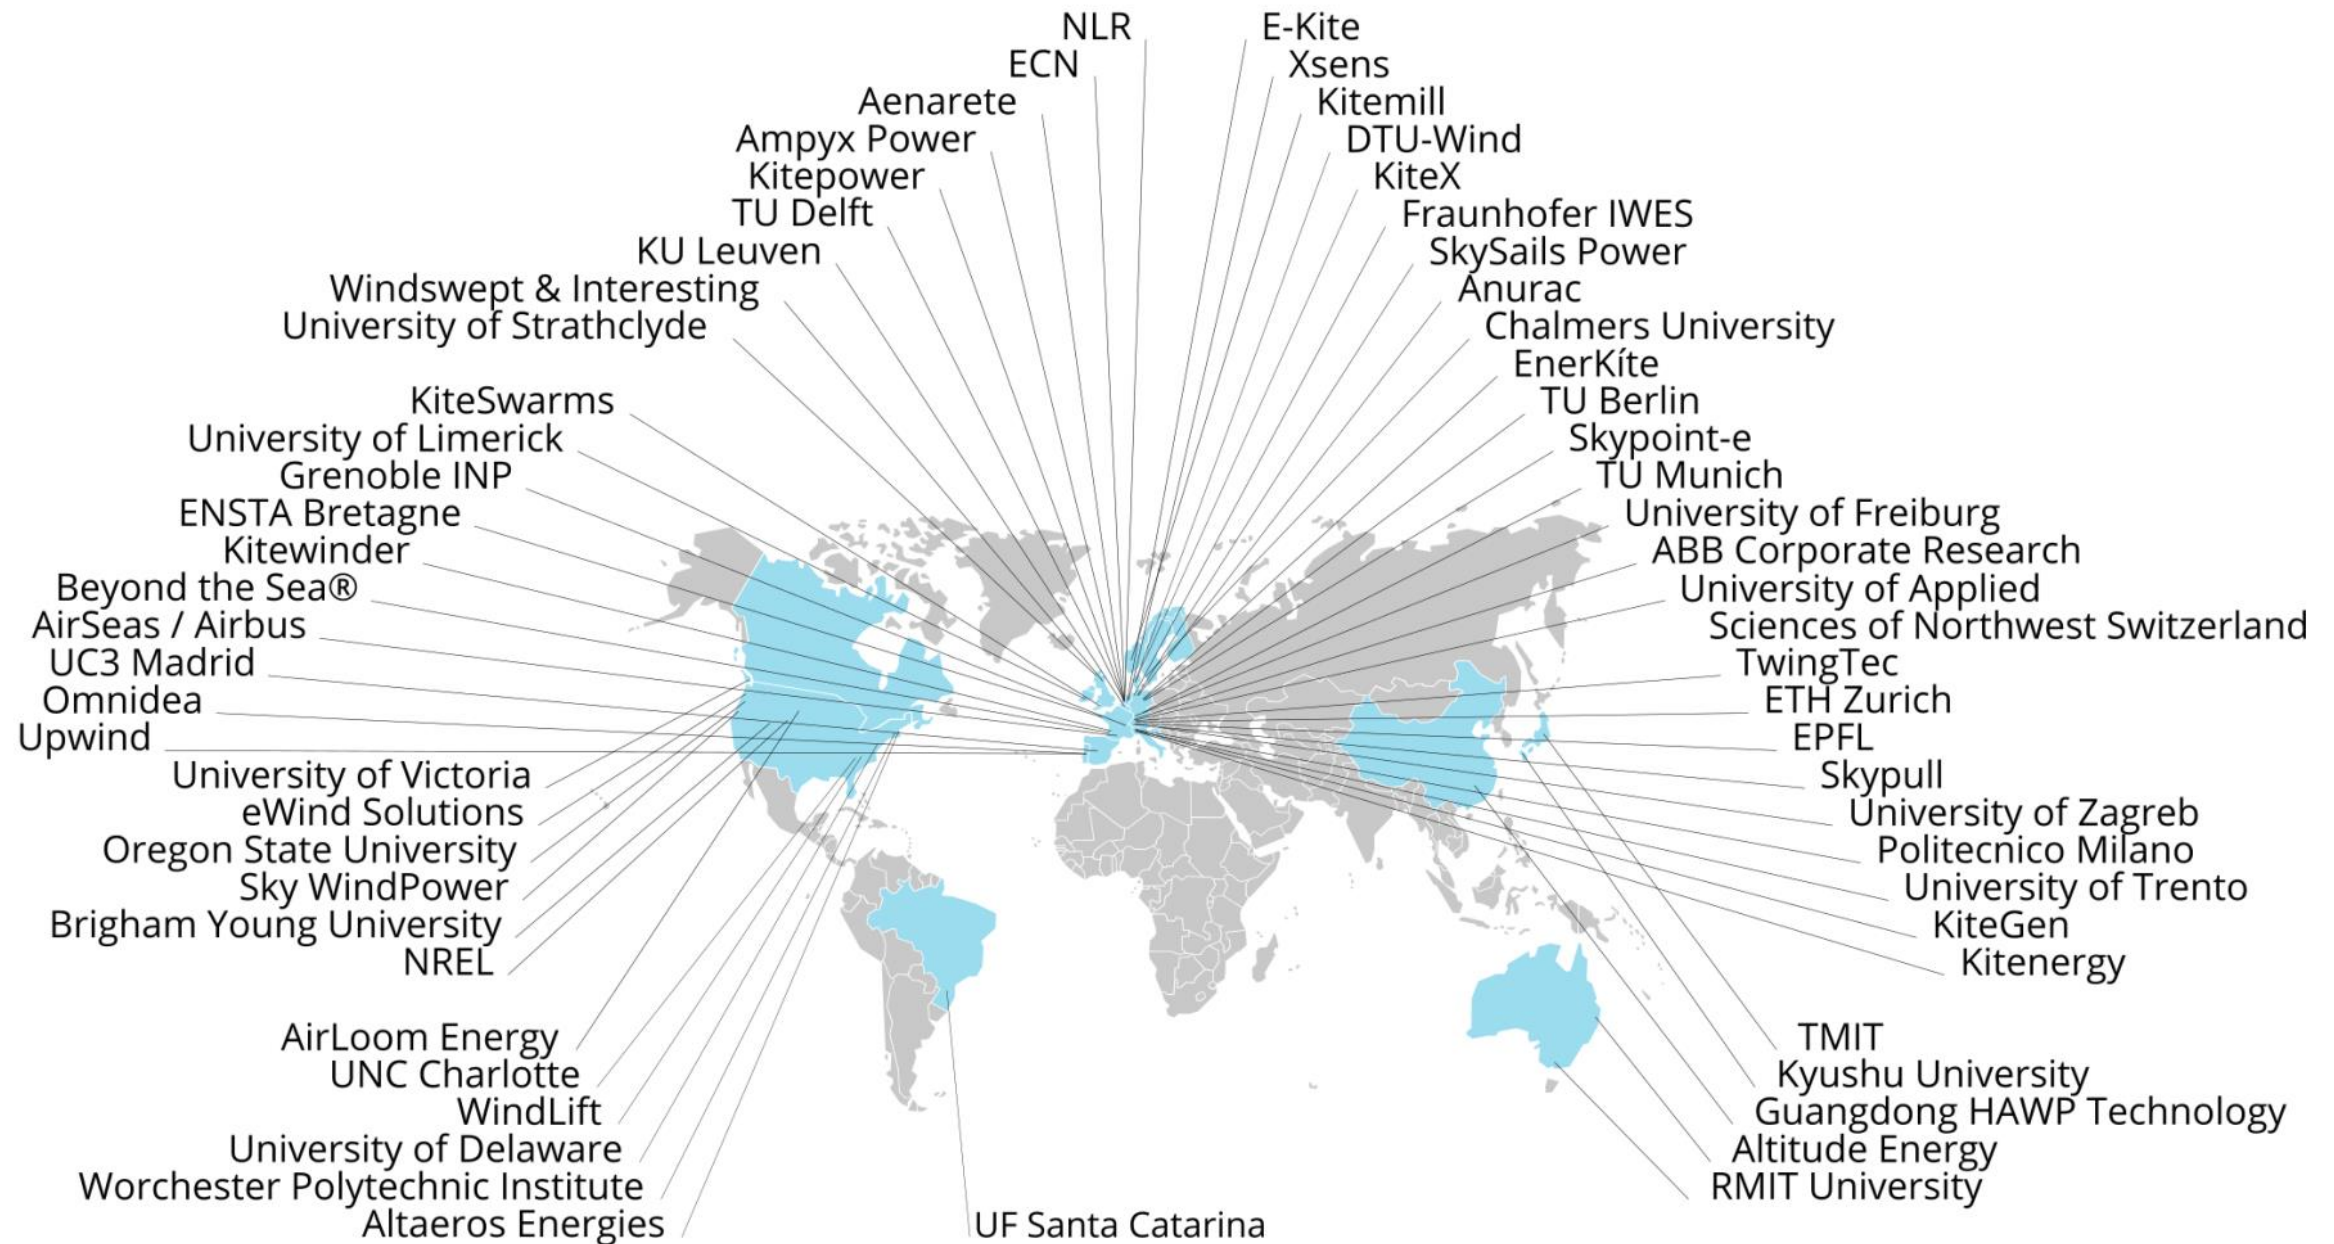 NLR
ECN
Aenarete
Ampyx Power
Kitepower
TU Delft
KU Leuven
Windswept & Interesting
University of Strathclyde
KiteSwarms
University of Limerick
Grenoble INP
ENSTA Bretagne
Kitewinder
Beyond the Sea®
AirSeas / Airbus
UC3 Madrid
Omnidea
Upwind
University of Victoria
eWind Solutions
Oregon State University
Sky WindPower
Brigham Young University
NREL
AirLoom Energy
UNC Charlotte
WindLift
University of Delaware
Worchester Polytechnic Institute
Altaeros Energies
UF Santa Catarina
E-Kite
Xsens
Kitemill
DTU-Wind
KiteX
Fraunhofer IWES
SkySails Power
Anurac
Chalmers University
EnerKíte
TU Berlin
Skypoint-e
TU Munich
University of Freiburg
ABB Corporate Research
University of Applied
Sciences of Northwest Switzerland
TwingTec
ETH Zurich
EPFL
Skypull
University of Zagreb
Politecnico Milano
University of Trento
KiteGen
Kitenergy
TMIT
Kyushu University
Guangdong HAWP Technology
Altitude Energy
RMIT University